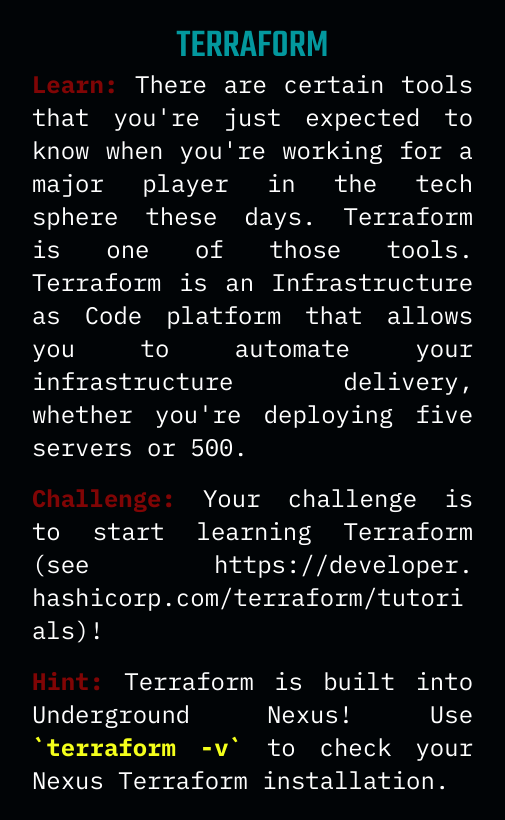 TERRAFORM
Learn: There are certain tools
that you're just expected to
know when you're working for a
major player in the tech
sphere these days. Terraform
is one of those tools.
Terraform is an Infrastructure
as Code platform that allows
you to automate your
infrastructure delivery,
whether you're deploying five
servers or 500.
Challenge: Your challenge is
to start learning Terraform
(see https://developer.
hashicorp.com/terraform/tutori
als)!
Hint: Terraform is built into
Underground Nexus! Use
`terraform -v` to check your
Nexus Terraform installation.